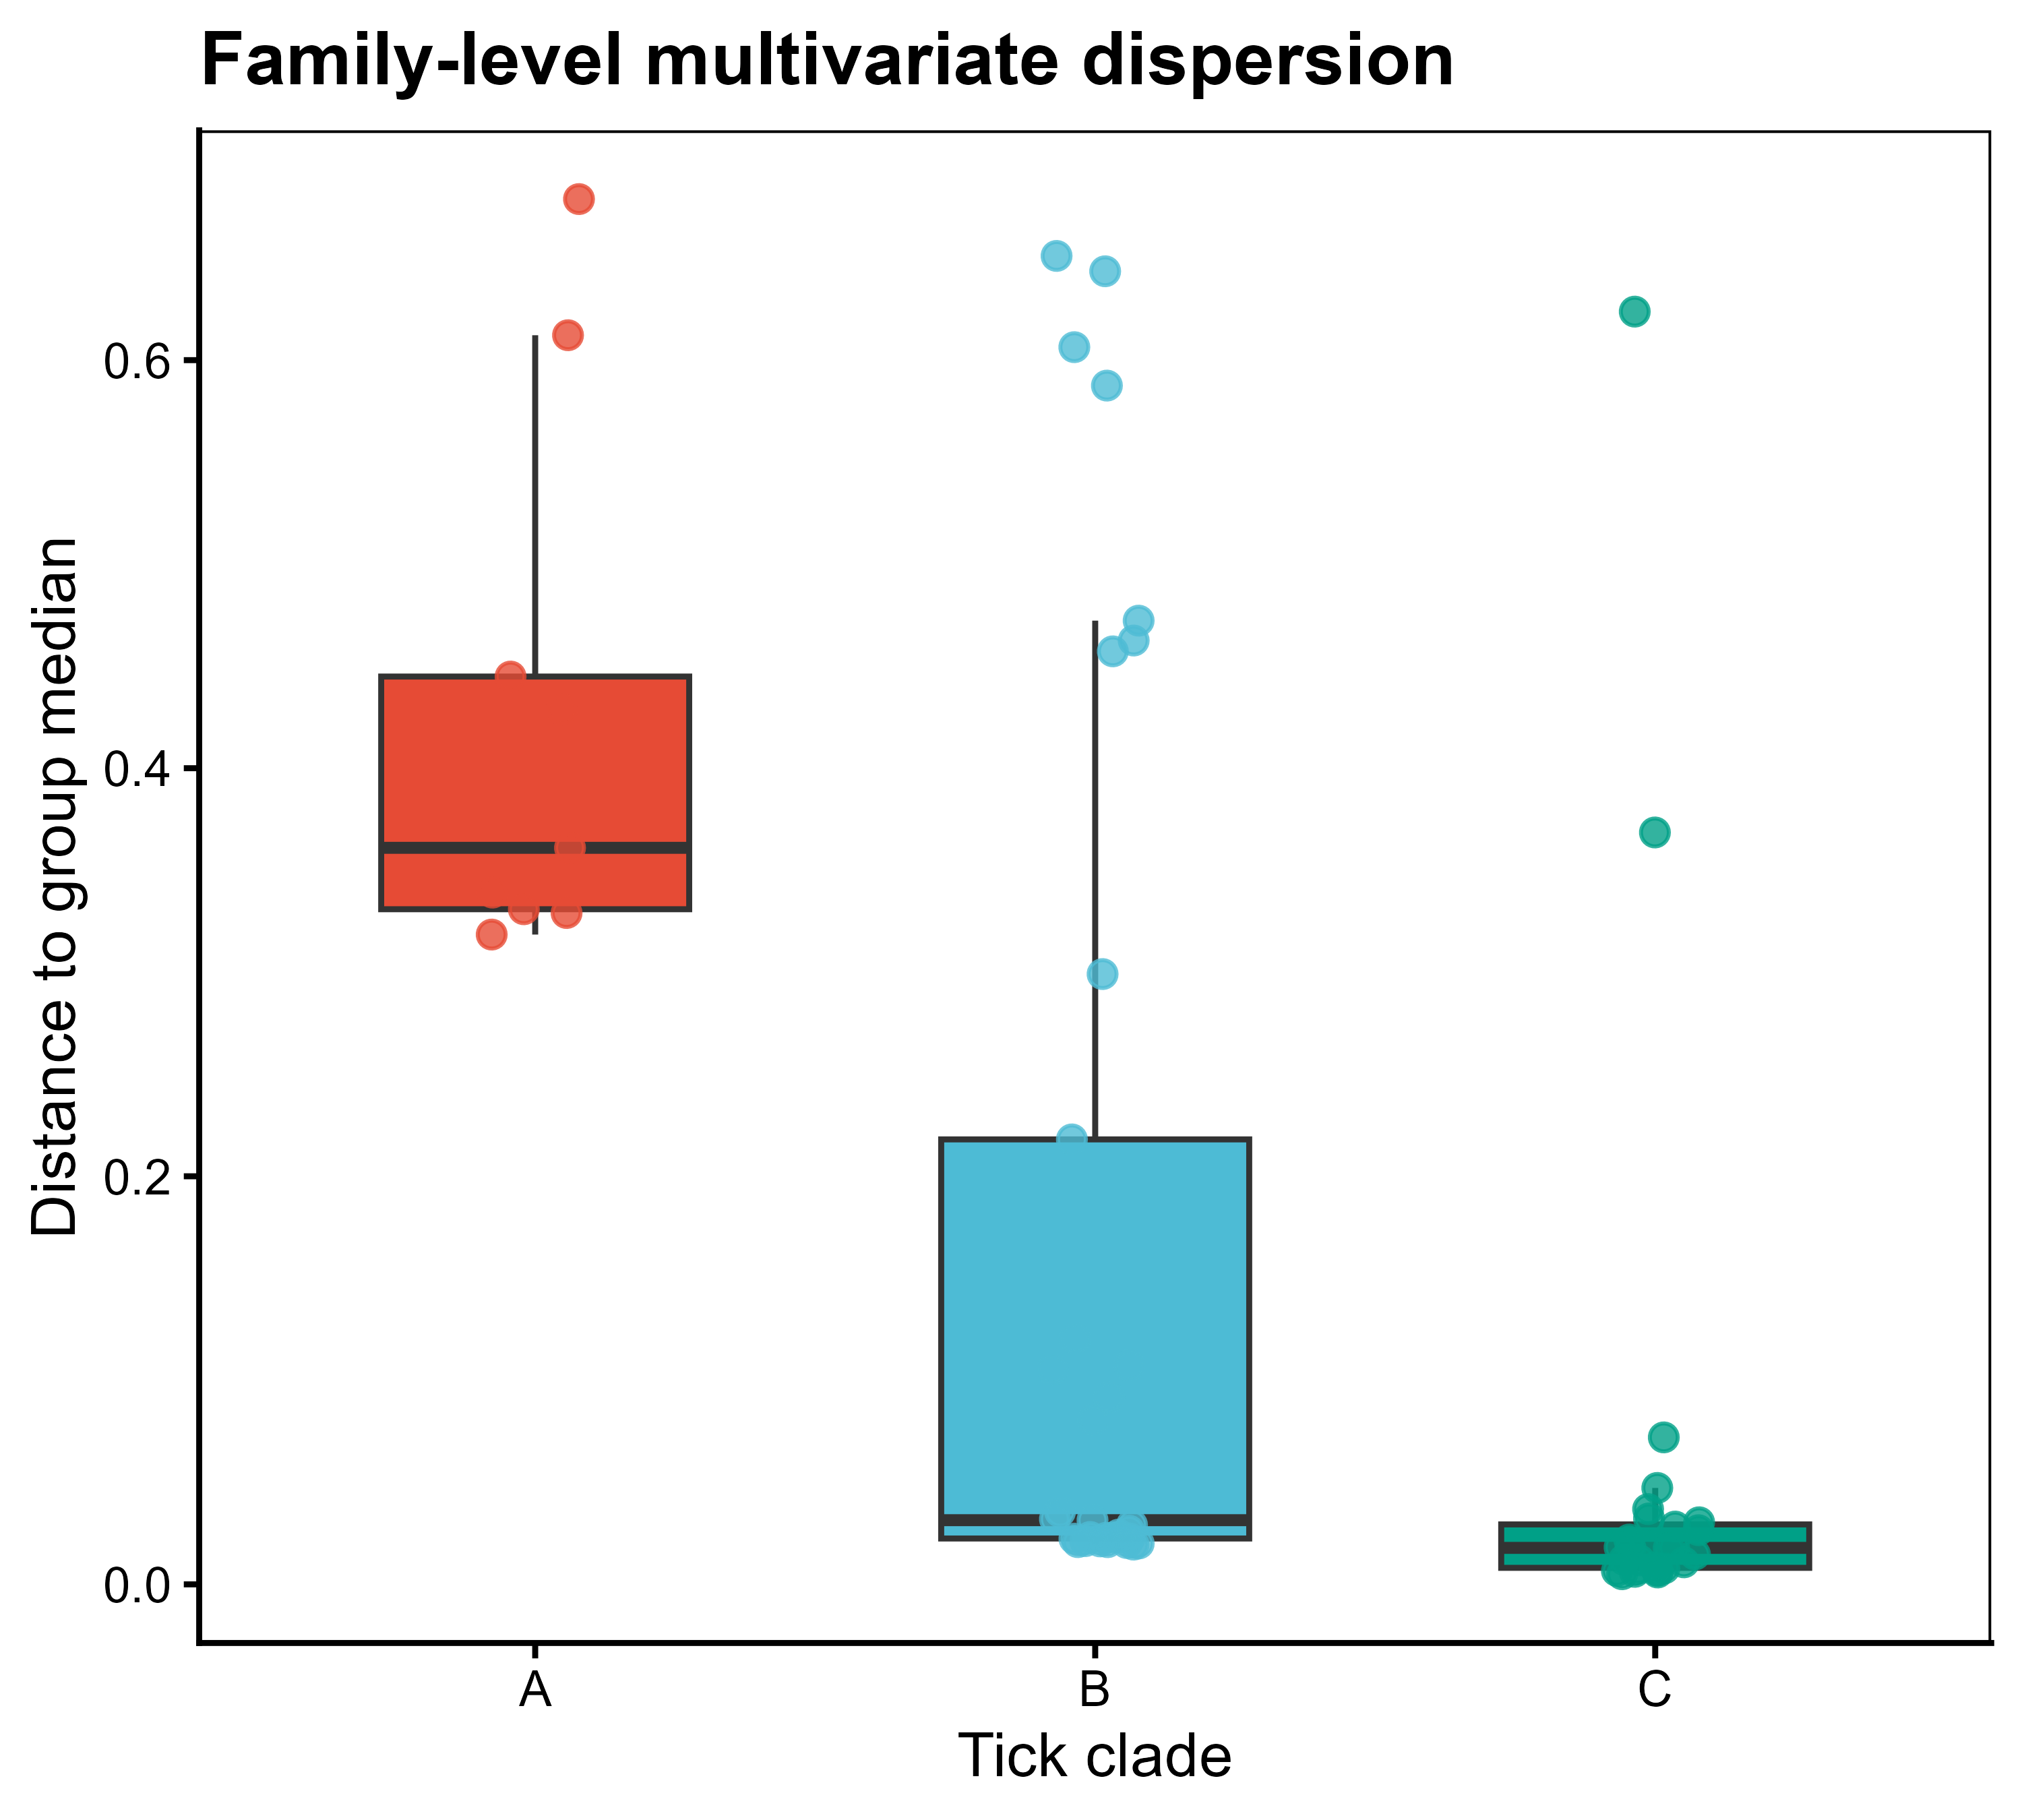 Family-level multivariate dispersion
Distance to group median
0.6
0.4
0.2
0.0
A
B
C
Tick clade